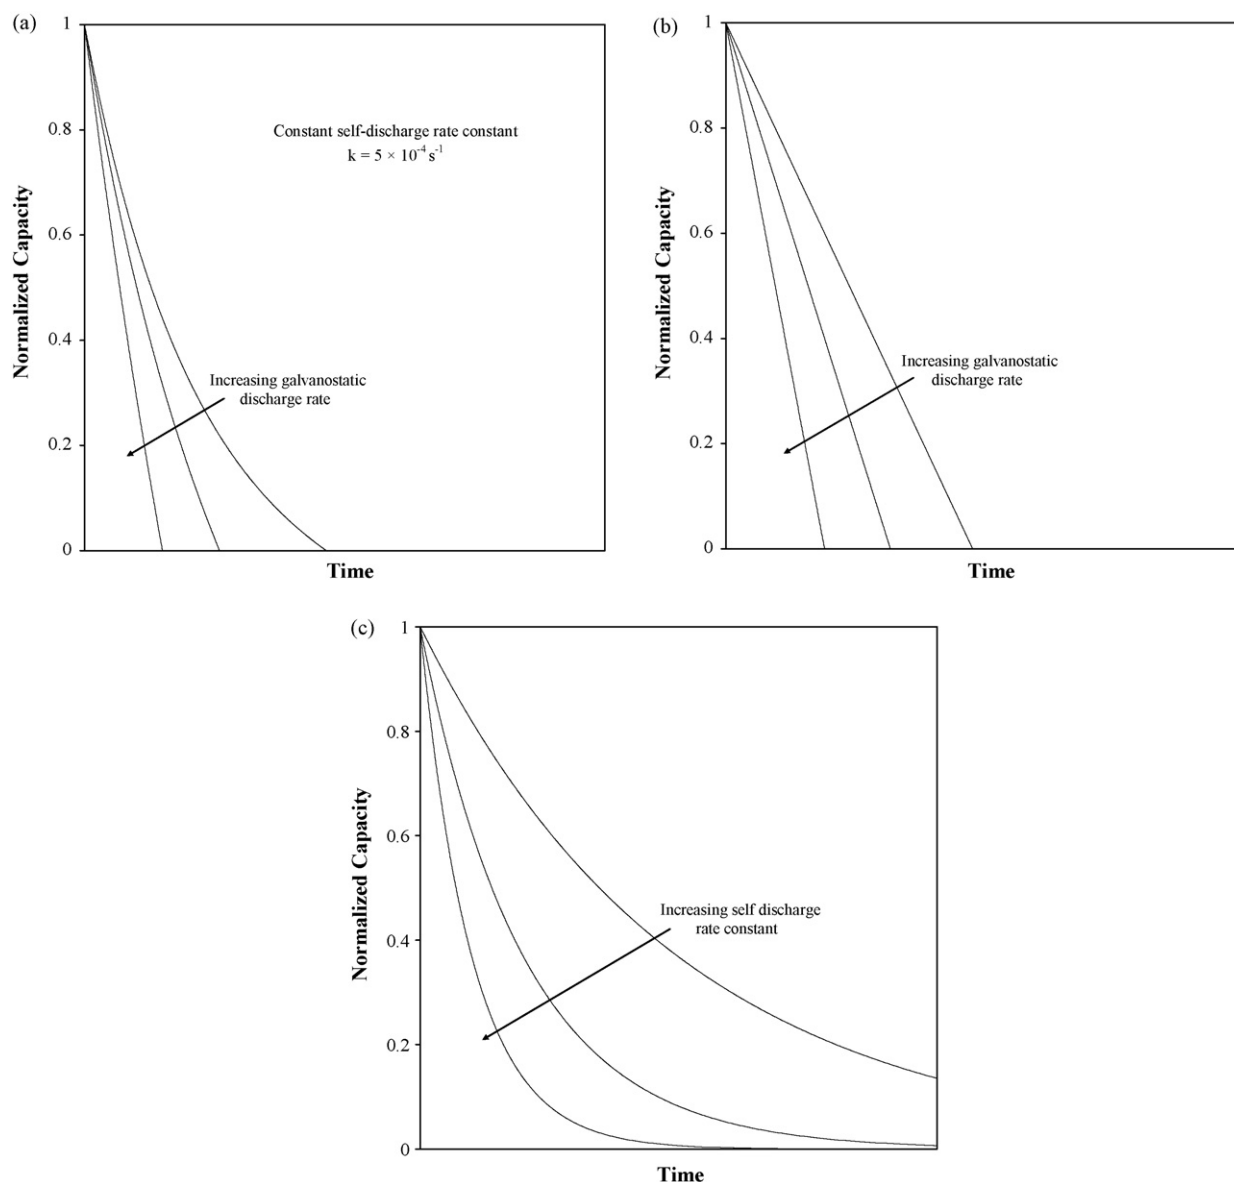 (a)
1
0.8
0.6
0.4
0.2
0
Normalized Capacity
Constant self-discharge rate constant
k = 5 × 10⁻⁴ s⁻¹
Increasing galvanostatic
discharge rate
Time
(b)
1
0.8
0.6
0.4
0.2
0
Normalized Capacity
Increasing galvanostatic
discharge rate
Time
(c)
1
0.8
0.6
0.4
0.2
0
Normalized Capacity
Increasing self discharge
rate constant
Time